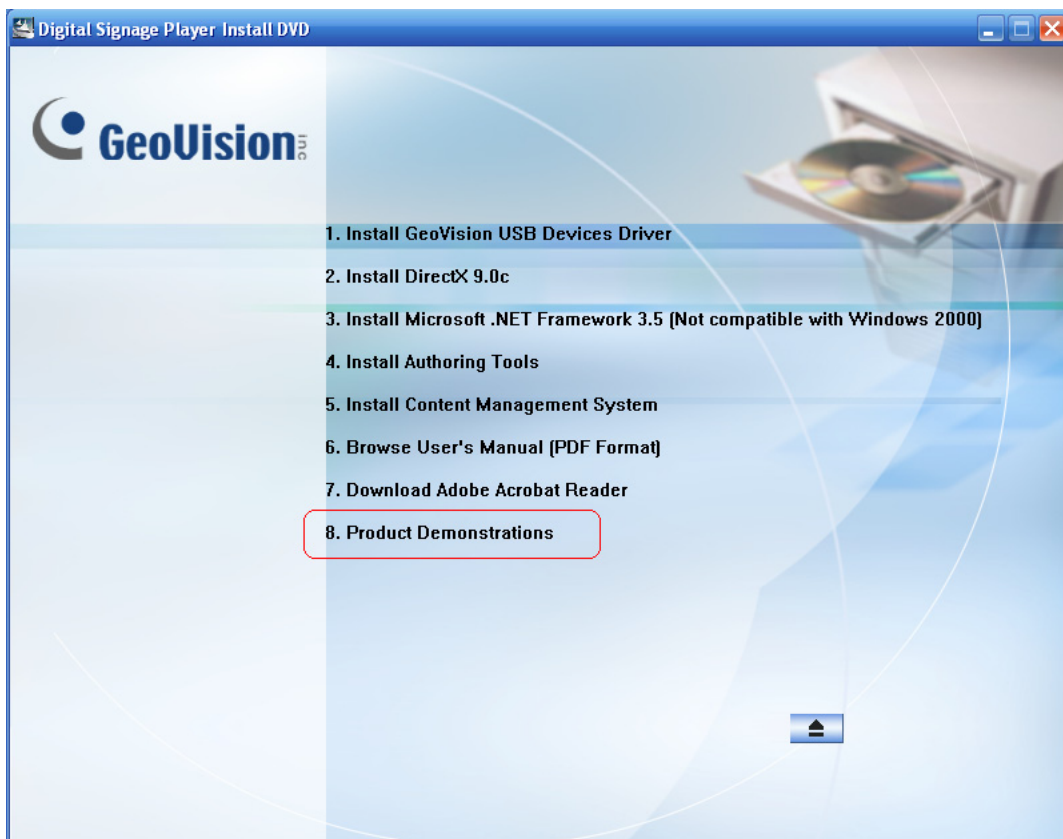 Digital Signage Player Install DVD
GeoVision inc
1. Install GeoVision USB Devices Driver
2. Install DirectX 9.0c
3. Install Microsoft .NET Framework 3.5 (Not compatible with Windows 2000)
4. Install Authoring Tools
5. Install Content Management System
6. Browse User's Manual (PDF Format)
7. Download Adobe Acrobat Reader
8. Product Demonstrations